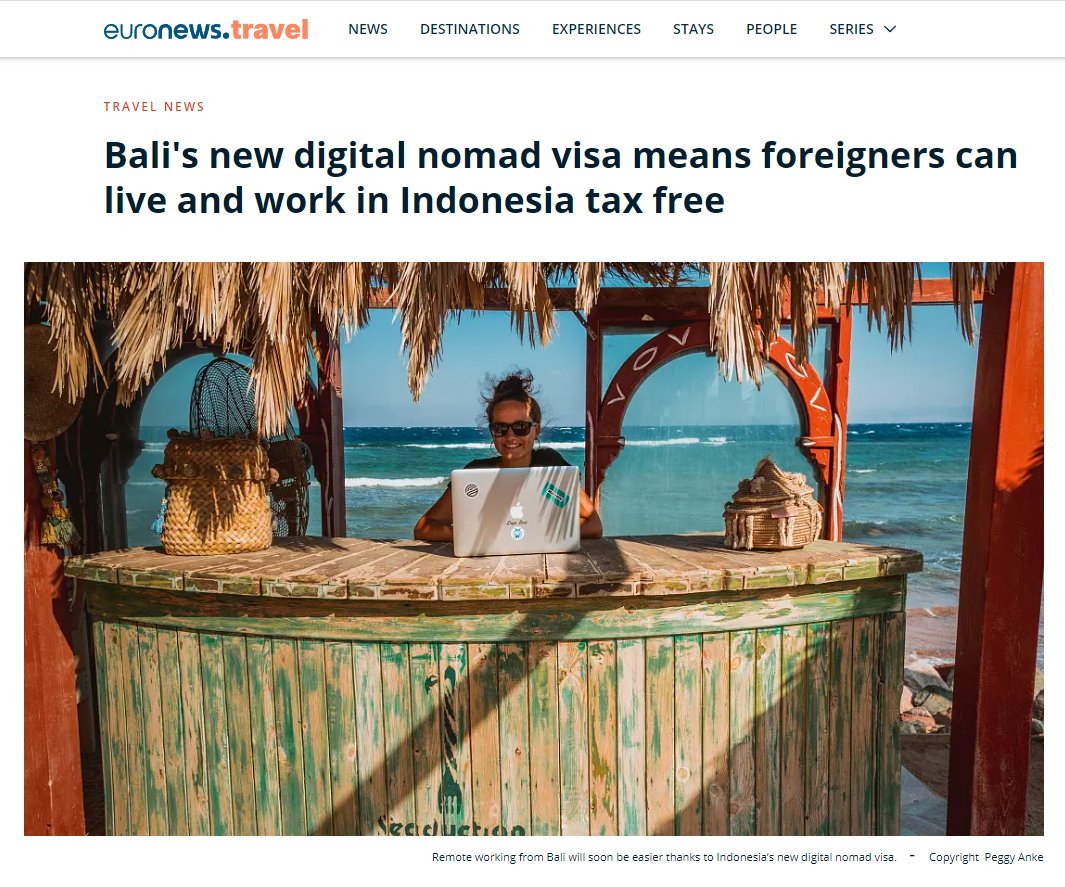 euronews.travel
NEWS
DESTINATIONS
EXPERIENCES
STAYS
PEOPLE
SERIES
TRAVEL NEWS
Bali's new digital nomad visa means foreigners can
live and work in Indonesia tax free
Remote working from Bali will soon be easier thanks to Indonesia's new digital nomad visa. - Copyright Peggy Anke